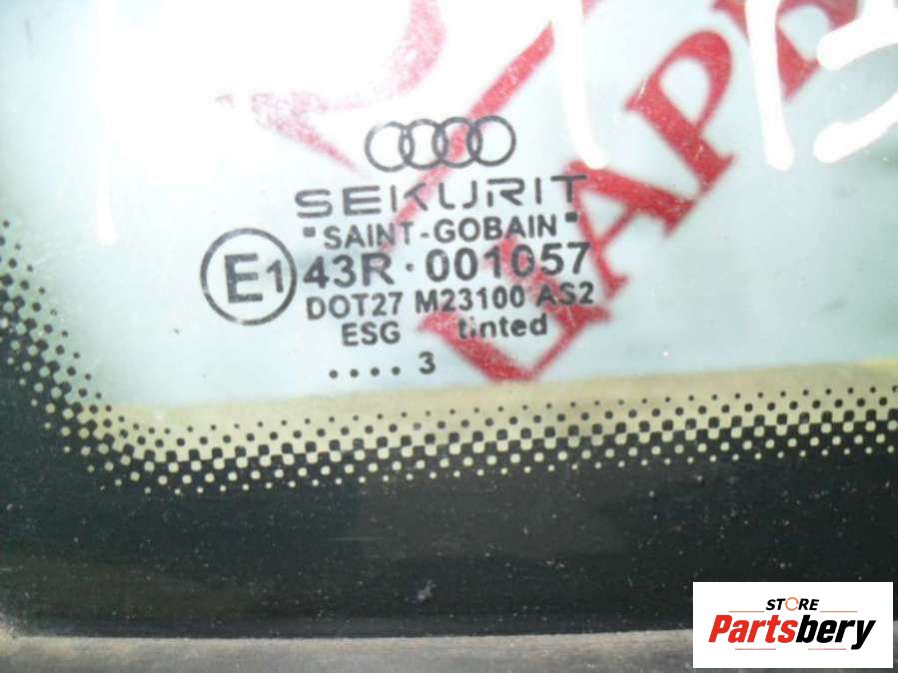 SEKURIT
"SAINT-GOBAIN"
E1 43R·001057
DOT27 M23100 AS2
ESG tinted
.... 3
STORE
Partsbery